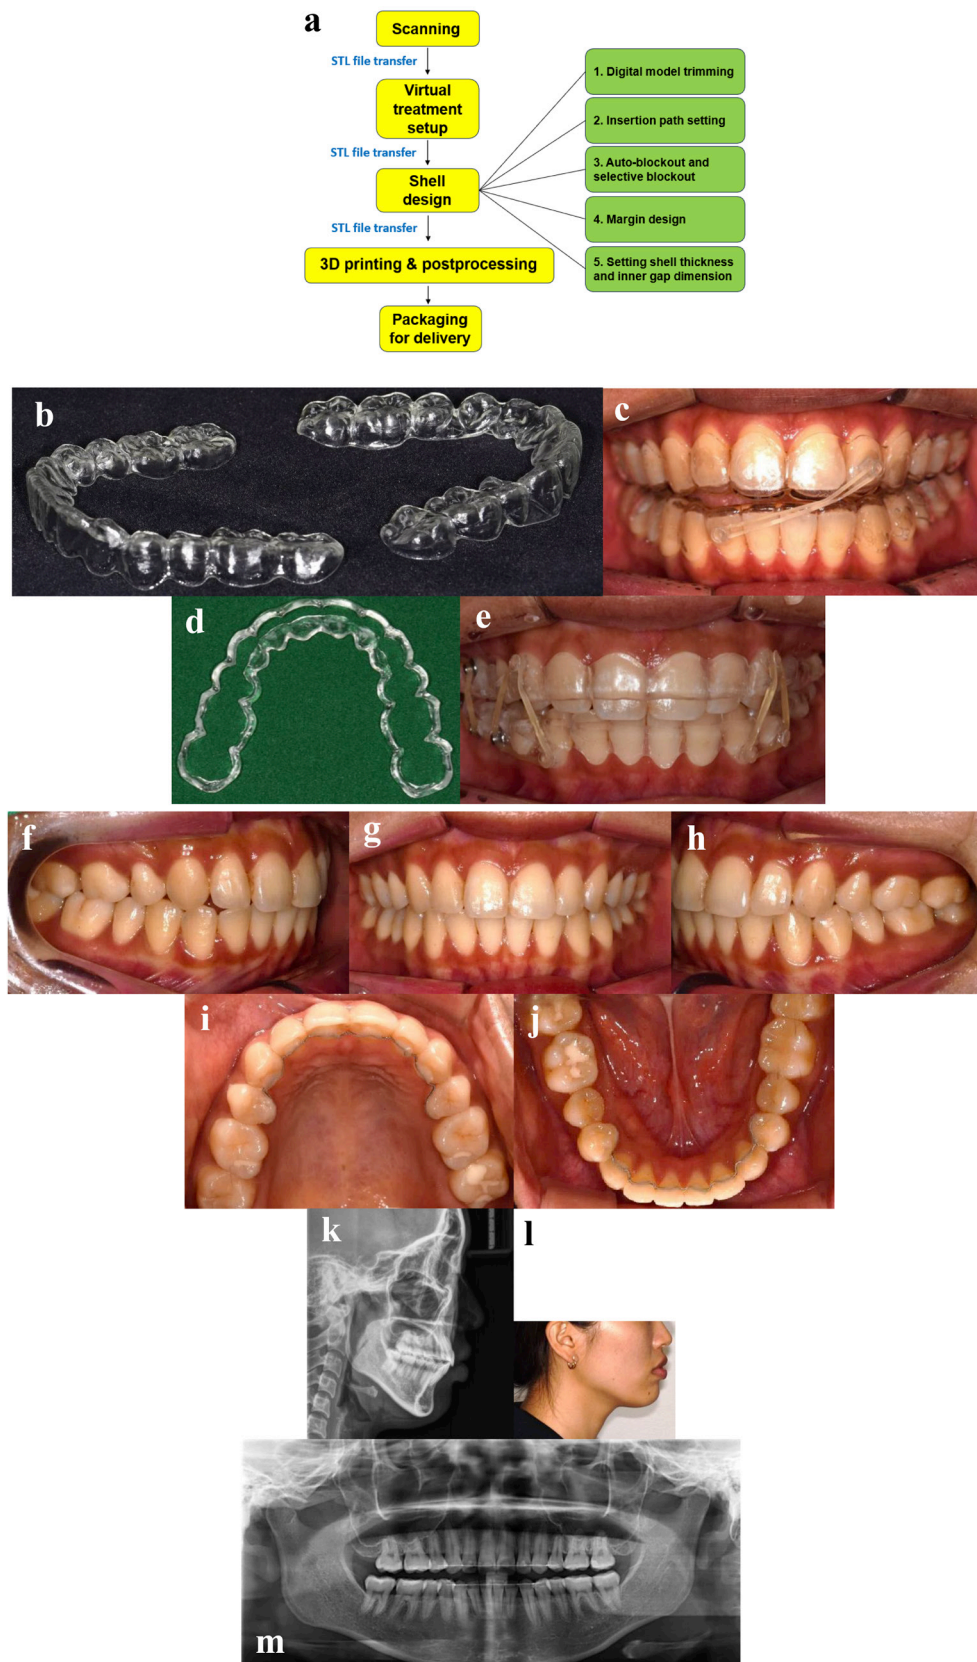 a
Scanning
STL file transfer
Virtual
treatment
setup
STL file transfer
Shell
design
STL file transfer
3D printing & postprocessing
Packaging
for delivery
1. Digital model trimming
2. Insertion path setting
3. Auto-blockout and
selective blockout
4. Margin design
5. Setting shell thickness
and inner gap dimension
b
c
d
e
f
g
h
i
j
k
l
m